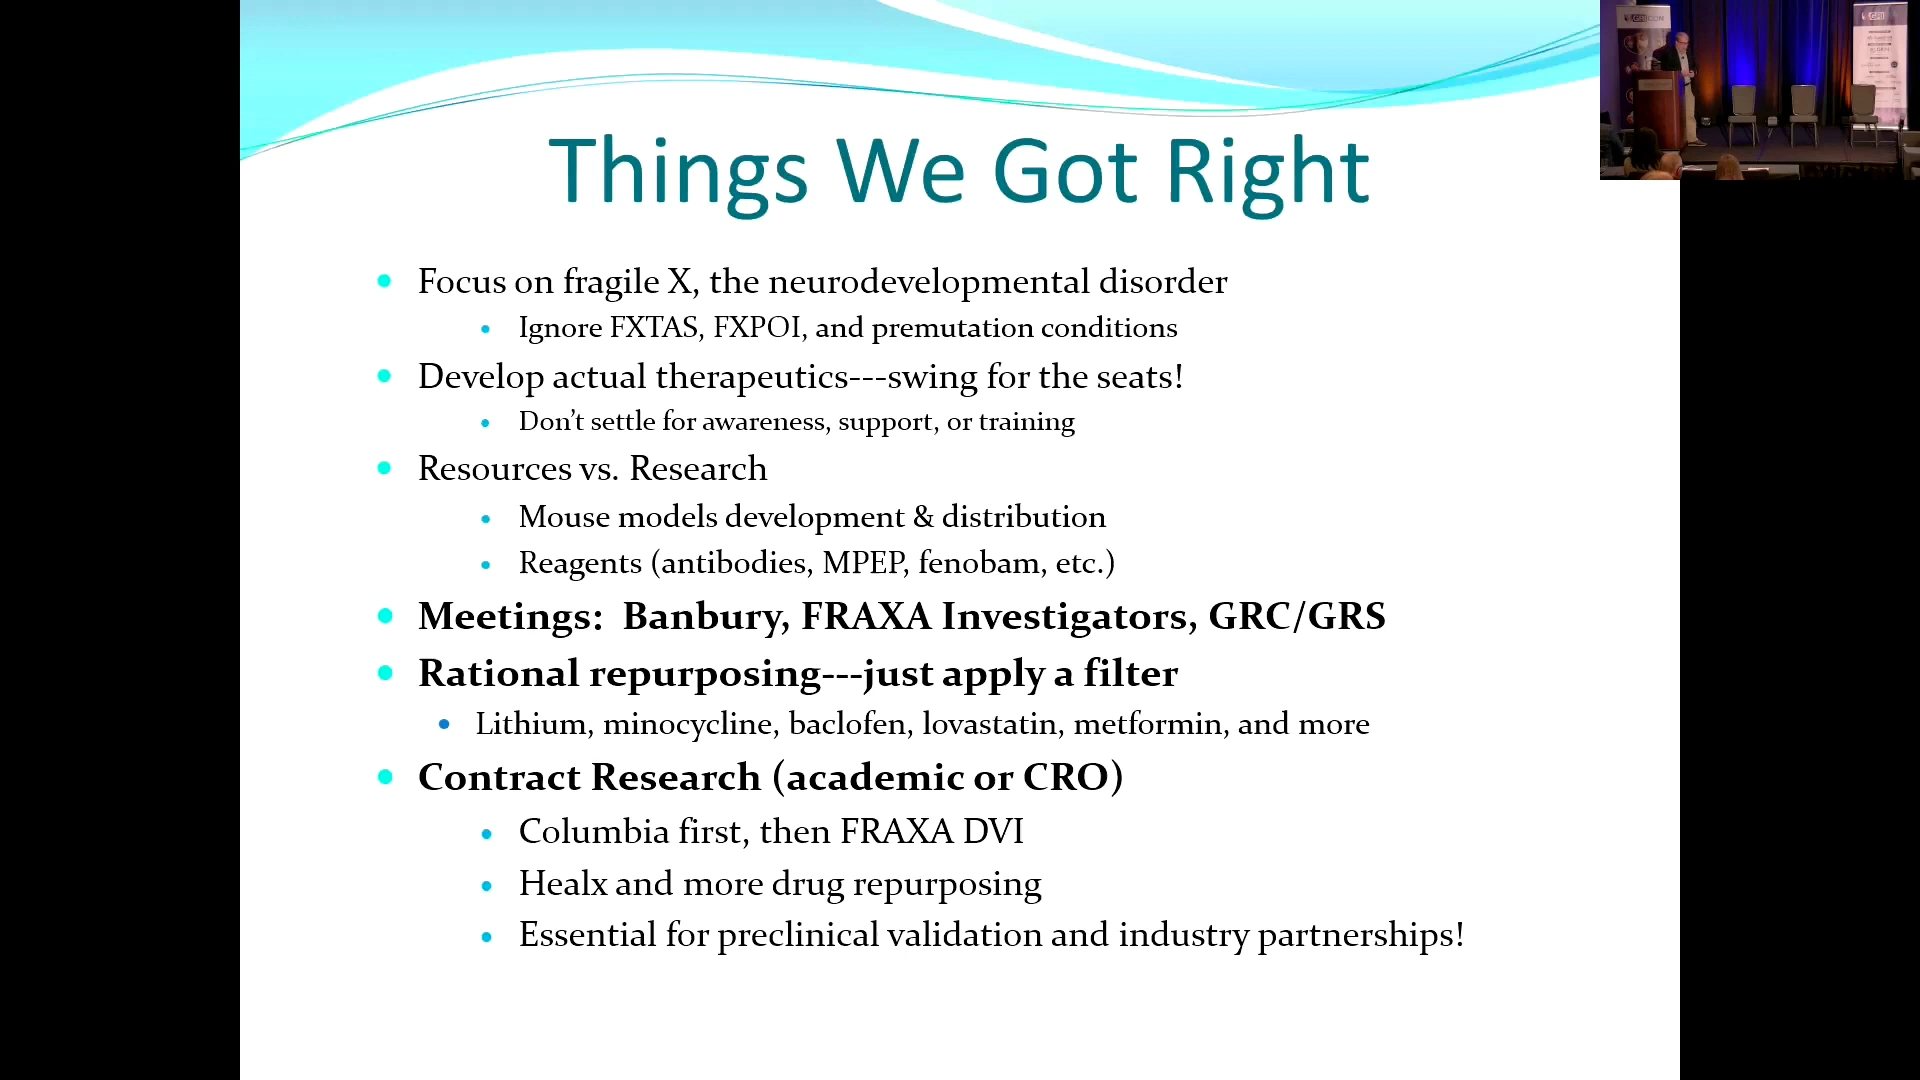 Things We Got Right
Focus on fragile X, the neurodevelopmental disorder
Ignore FXTAS, FXPOI, and premutation conditions
Develop actual therapeutics---swing for the seats!
Don’t settle for awareness, support, or training
Resources vs. Research
Mouse models development & distribution
Reagents (antibodies, MPEP, fenobam, etc.)
Meetings:  Banbury, FRAXA Investigators, GRC/GRS
Rational repurposing---just apply a filter
Lithium, minocycline, baclofen, lovastatin, metformin, and more
Contract Research (academic or CRO)
Columbia first, then FRAXA DVI
Healx and more drug repurposing
Essential for preclinical validation and industry partnerships!